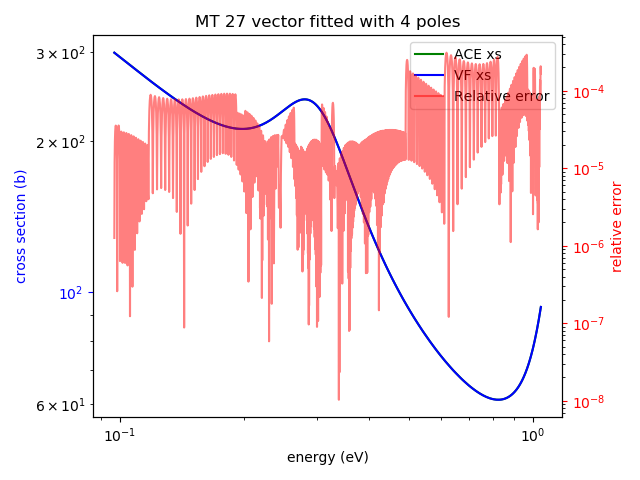 MT 27 vector fitted with 4 poles
ACE xs
VF xs
Relative error
3 × 10²
2 × 10²
10²
6 × 10¹
cross section (b)
10⁻⁴
10⁻⁵
10⁻⁶
10⁻⁷
10⁻⁸
relative error
10⁻¹
10⁰
energy (eV)